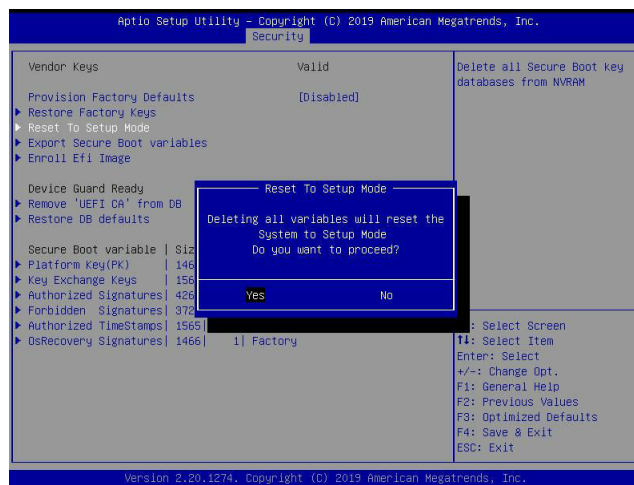 Aptio Setup Utility – Copyright (C) 2019 American Megatrends, Inc.
Security
Vendor Keys Valid
Provision Factory Defaults [Disabled]
Restore Factory Keys
Reset To Setup Mode
Export Secure Boot variables
Enroll Efi Image
Device Guard Ready
Remove 'UEFI CA' from DB
Restore DB defaults
Secure Boot variable | Siz
Platform Key(PK) | 146
Key Exchange Keys | 156
Authorized Signatures| 426
Forbidden Signatures| 372
Authorized TimeStamps| 1565|
OsRecovery Signatures| 1466| 1| Factory
Reset To Setup Mode
Deleting all variables will reset the
System to Setup Mode
Do you want to proceed?
Yes No
Delete all Secure Boot key
databases from NVRAM
: Select Screen
↑↓: Select Item
Enter: Select
+/-: Change Opt.
F1: General Help
F2: Previous Values
F3: Optimized Defaults
F4: Save & Exit
ESC: Exit
Version 2.20.1274. Copyright (C) 2019 American Megatrends, Inc.